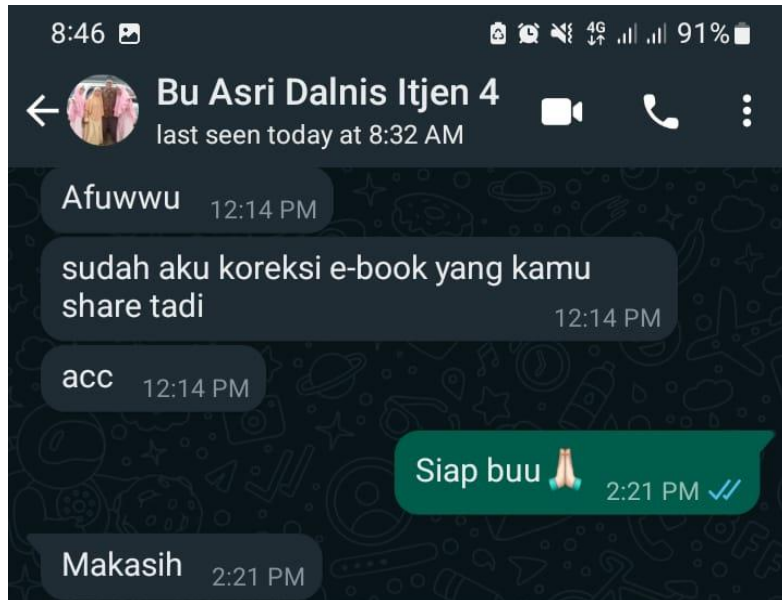 8:46 4G 91%
Bu Asri Dalnis Itjen 4
last seen today at 8:32 AM
Afuwwu 12:14 PM
sudah aku koreksi e-book yang kamu
share tadi 12:14 PM
acc 12:14 PM
Siap buu🙏🏻 2:21 PM
Makasih 2:21 PM